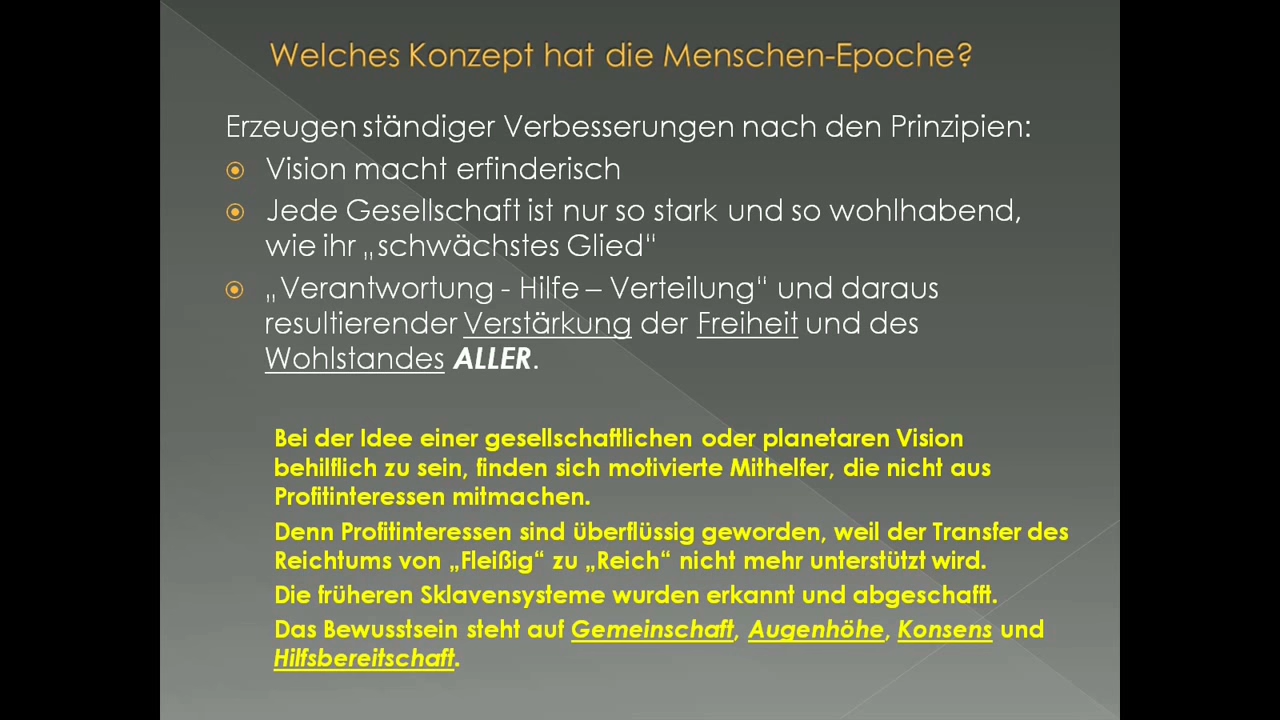 Welches Konzept hat die Menschen-Epoche?
Erzeugen ständiger Verbesserungen nach den Prinzipien:
Vision macht erfinderisch
Jede Gesellschaft ist nur so stark und so wohlhabend,
wie ihr „schwächstes Glied“
„Verantwortung - Hilfe – Verteilung“ und daraus
resultierender Verstärkung der Freiheit und des
Wohlstandes ALLER.
Bei der Idee einer gesellschaftlichen oder planetaren Vision
behilflich zu sein, finden sich motivierte Mithelfer, die nicht aus
Profitinteressen mitmachen.
Denn Profitinteressen sind überflüssig geworden, weil der Transfer des
Reichtums von „Fleißig“ zu „Reich“ nicht mehr unterstützt wird.
Die früheren Sklavensysteme wurden erkannt und abgeschafft.
Das Bewusstsein steht auf Gemeinschaft, Augenhöhe, Konsens und
Hilfsbereitschaft.